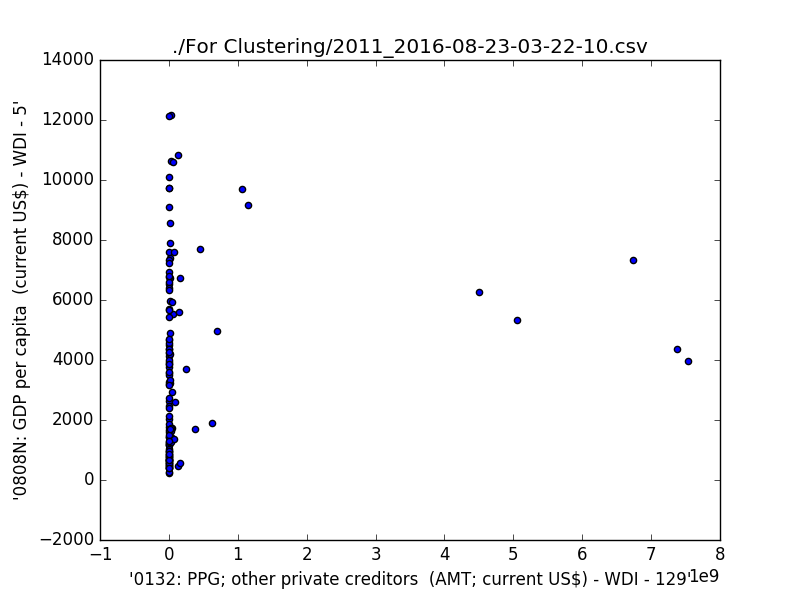 ./For Clustering/2011_2016-08-23-03-22-10.csv
14000
12000
10000
8000
6000
4000
2000
0
−2000
'0808N: GDP per capita  (current US$) - WDI - 5'
−1 0 1 2 3 4 5 6 7 8
'0132: PPG; other private creditors  (AMT; current US$) - WDI - 129'
1e9